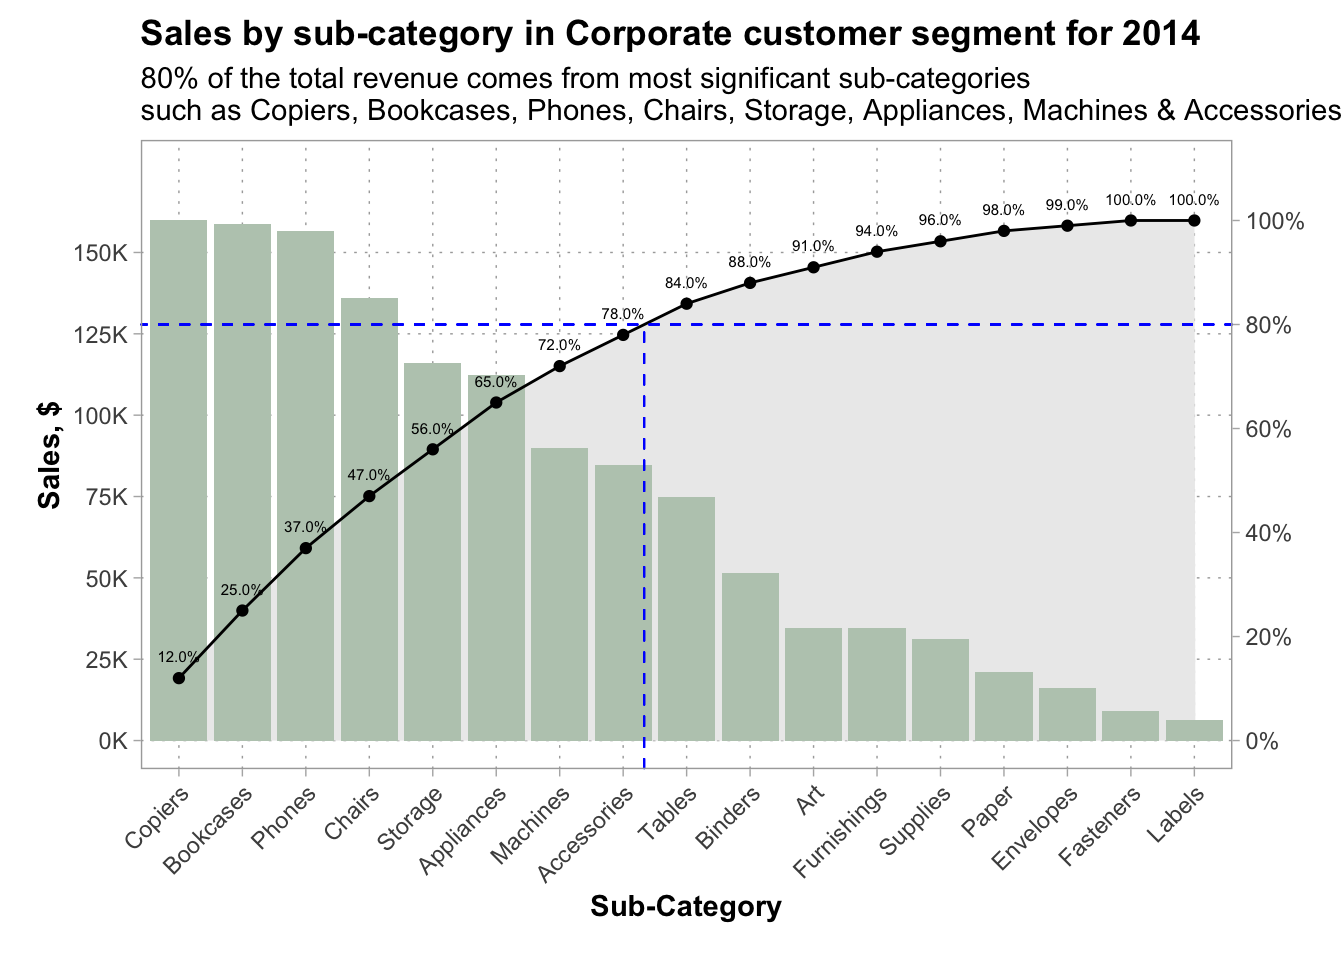 Sales by sub-category in Corporate customer segment for 2014
80% of the total revenue comes from most significant sub-categories
such as Copiers, Bookcases, Phones, Chairs, Storage, Appliances, Machines & Accessories
Sales, $
150K
125K
100K
75K
50K
25K
0K
12.0%
25.0%
37.0%
47.0%
56.0%
65.0%
72.0%
78.0%
84.0%
88.0%
91.0%
94.0%
96.0%
98.0%
99.0%
100.0%
100.0%
100%
80%
60%
40%
20%
0%
Copiers
Bookcases
Phones
Chairs
Storage
Appliances
Machines
Accessories
Tables
Binders
Art
Furnishings
Supplies
Paper
Envelopes
Fasteners
Labels
Sub-Category